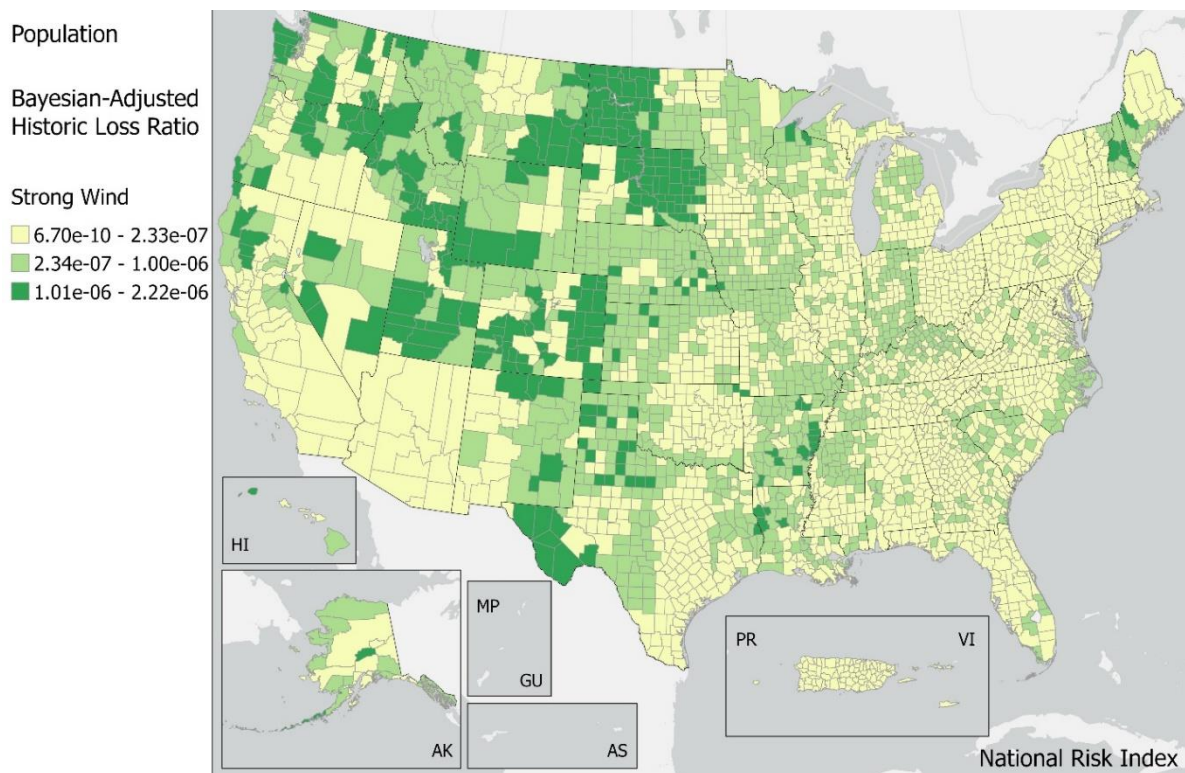 Population
Bayesian-Adjusted
Historic Loss Ratio
Strong Wind
6.70e-10 - 2.33e-07
2.34e-07 - 1.00e-06
1.01e-06 - 2.22e-06
HI
AK
MP
GU
AS
PR
VI
National Risk Index